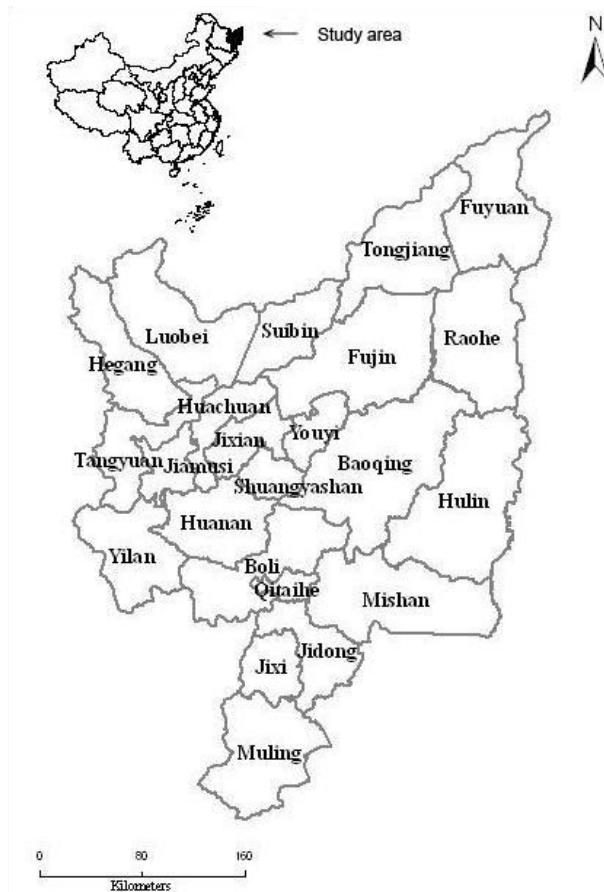 Study area
N
Fuyuan
Tongjiang
Suibin
Luobei
Raohe
Fujin
Hegang
Huachuan
Youyi
Jixian
Tangyuan
Jiamusi
Baoqing
Shuangyashan
Hulin
Huanan
Yilan
Boli
Qitaihe
Mishan
Jidong
Jixi
Muling
0 80 160
Kilometers